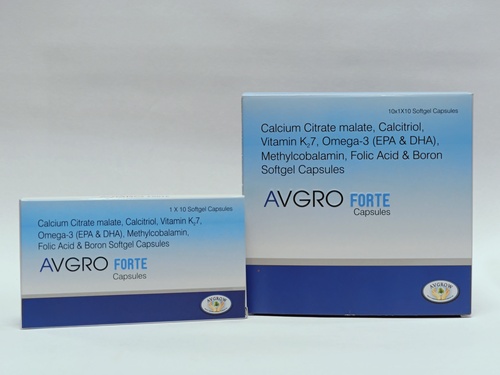 1 X 10 Softgel Capsules
Calcium Citrate malate, Calcitriol, Vitamin K27,
Omega-3 (EPA & DHA), Methylcobalamin,
Folic Acid & Boron Softgel Capsules
AVGRO FORTE
Capsules
AVGROW
10x1X10 Softgel Capsules
Calcium Citrate malate, Calcitriol,
Vitamin K27, Omega-3 (EPA & DHA),
Methylcobalamin, Folic Acid & Boron
Softgel Capsules
AVGRO FORTE
Capsules
AVGROW